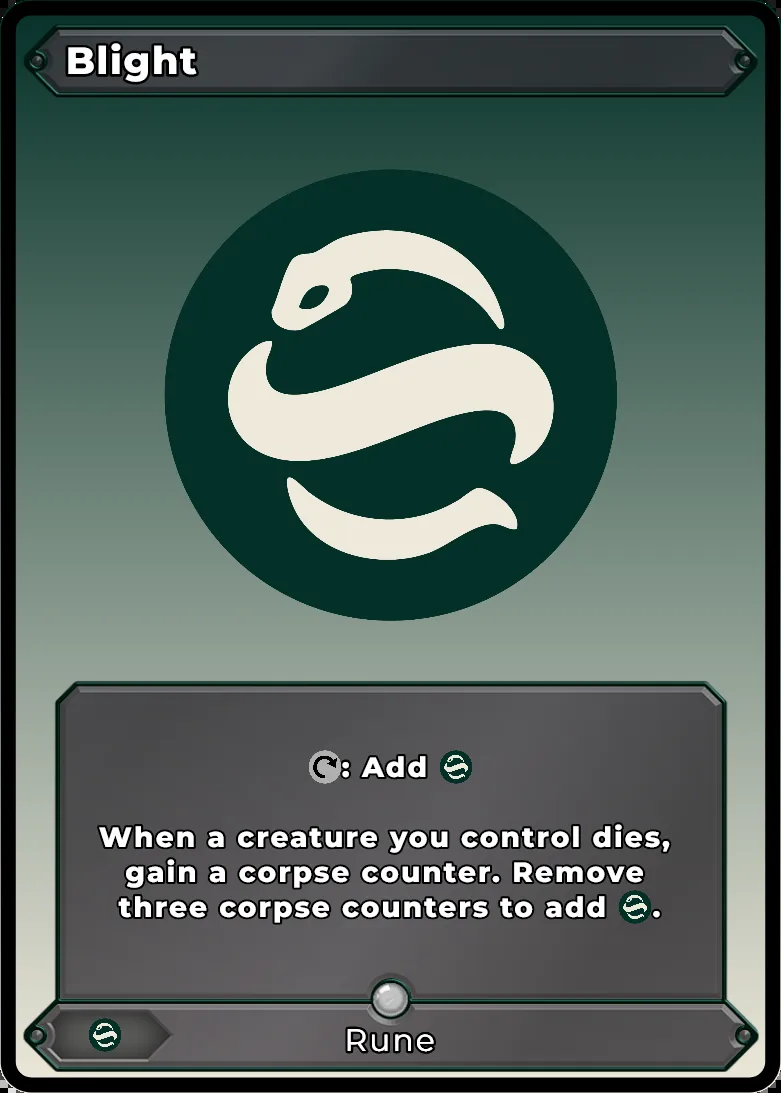 Blight
: Add
When a creature you control dies,
gain a corpse counter. Remove
three corpse counters to add .
Rune